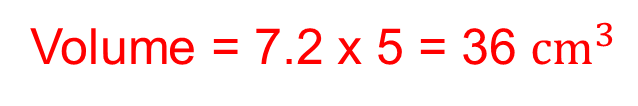 Volume = 7.2 x 5 = 36 cm³